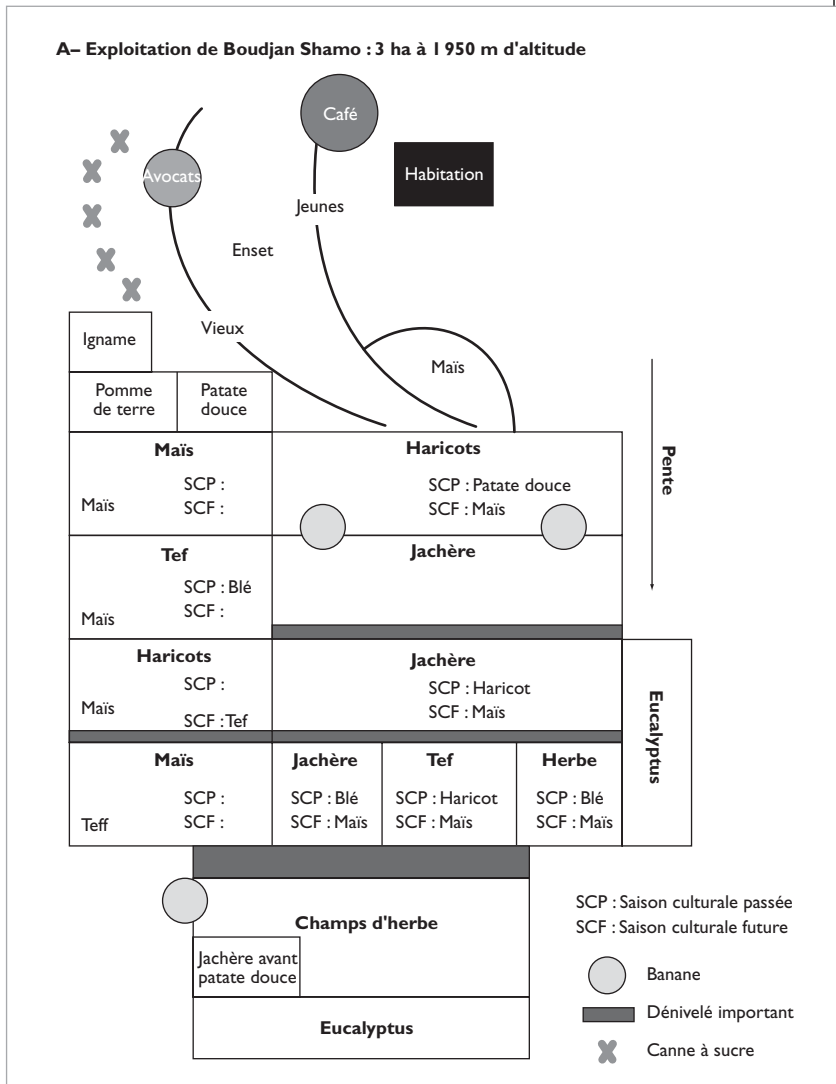 A– Exploitation de Boudjan Shamo : 3 ha à 1 950 m d'altitude
Café
Avocats
Habitation
Jeunes
Enset
Vieux
Igname
Maïs
Pomme
de terre
Patate
douce
Pente
Maïs
SCP :
SCF :
Maïs
Haricots
SCP : Patate douce
SCF : Maïs
Tef
SCP : Blé
SCF :
Maïs
Jachère
Haricots
SCP :
SCF : Tef
Maïs
Jachère
SCP : Haricot
SCF : Maïs
Eucalyptus
Maïs
SCP :
SCF :
Teff
Jachère
SCP : Blé
SCF : Maïs
Tef
SCP : Haricot
SCF : Maïs
Herbe
SCP : Blé
SCF : Maïs
Champs d'herbe
Jachère avant
patate douce
Eucalyptus
SCP : Saison culturale passée
SCF : Saison culturale future
Banane
Dénivelé important
Canne à sucre